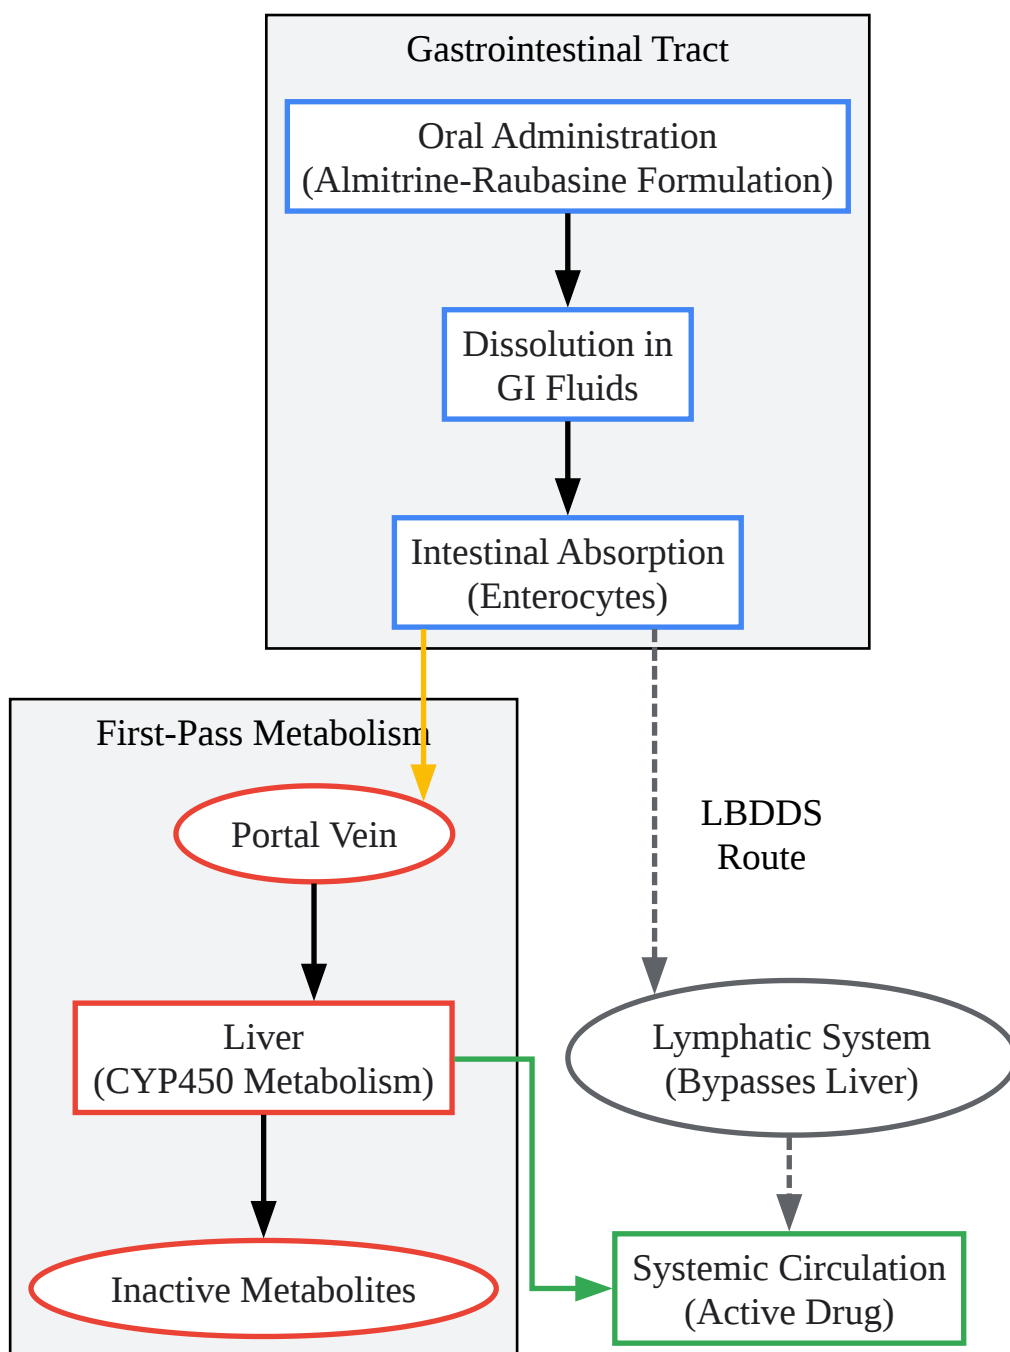 Gastrointestinal Tract
Oral Administration
(Almitrine-Raubasine Formulation)
Dissolution in
GI Fluids
Intestinal Absorption
(Enterocytes)
First-Pass Metabolism
Portal Vein
LBDDS
Route
Liver
(CYP450 Metabolism)
Lymphatic System
(Bypasses Liver)
Inactive Metabolites
Systemic Circulation
(Active Drug)